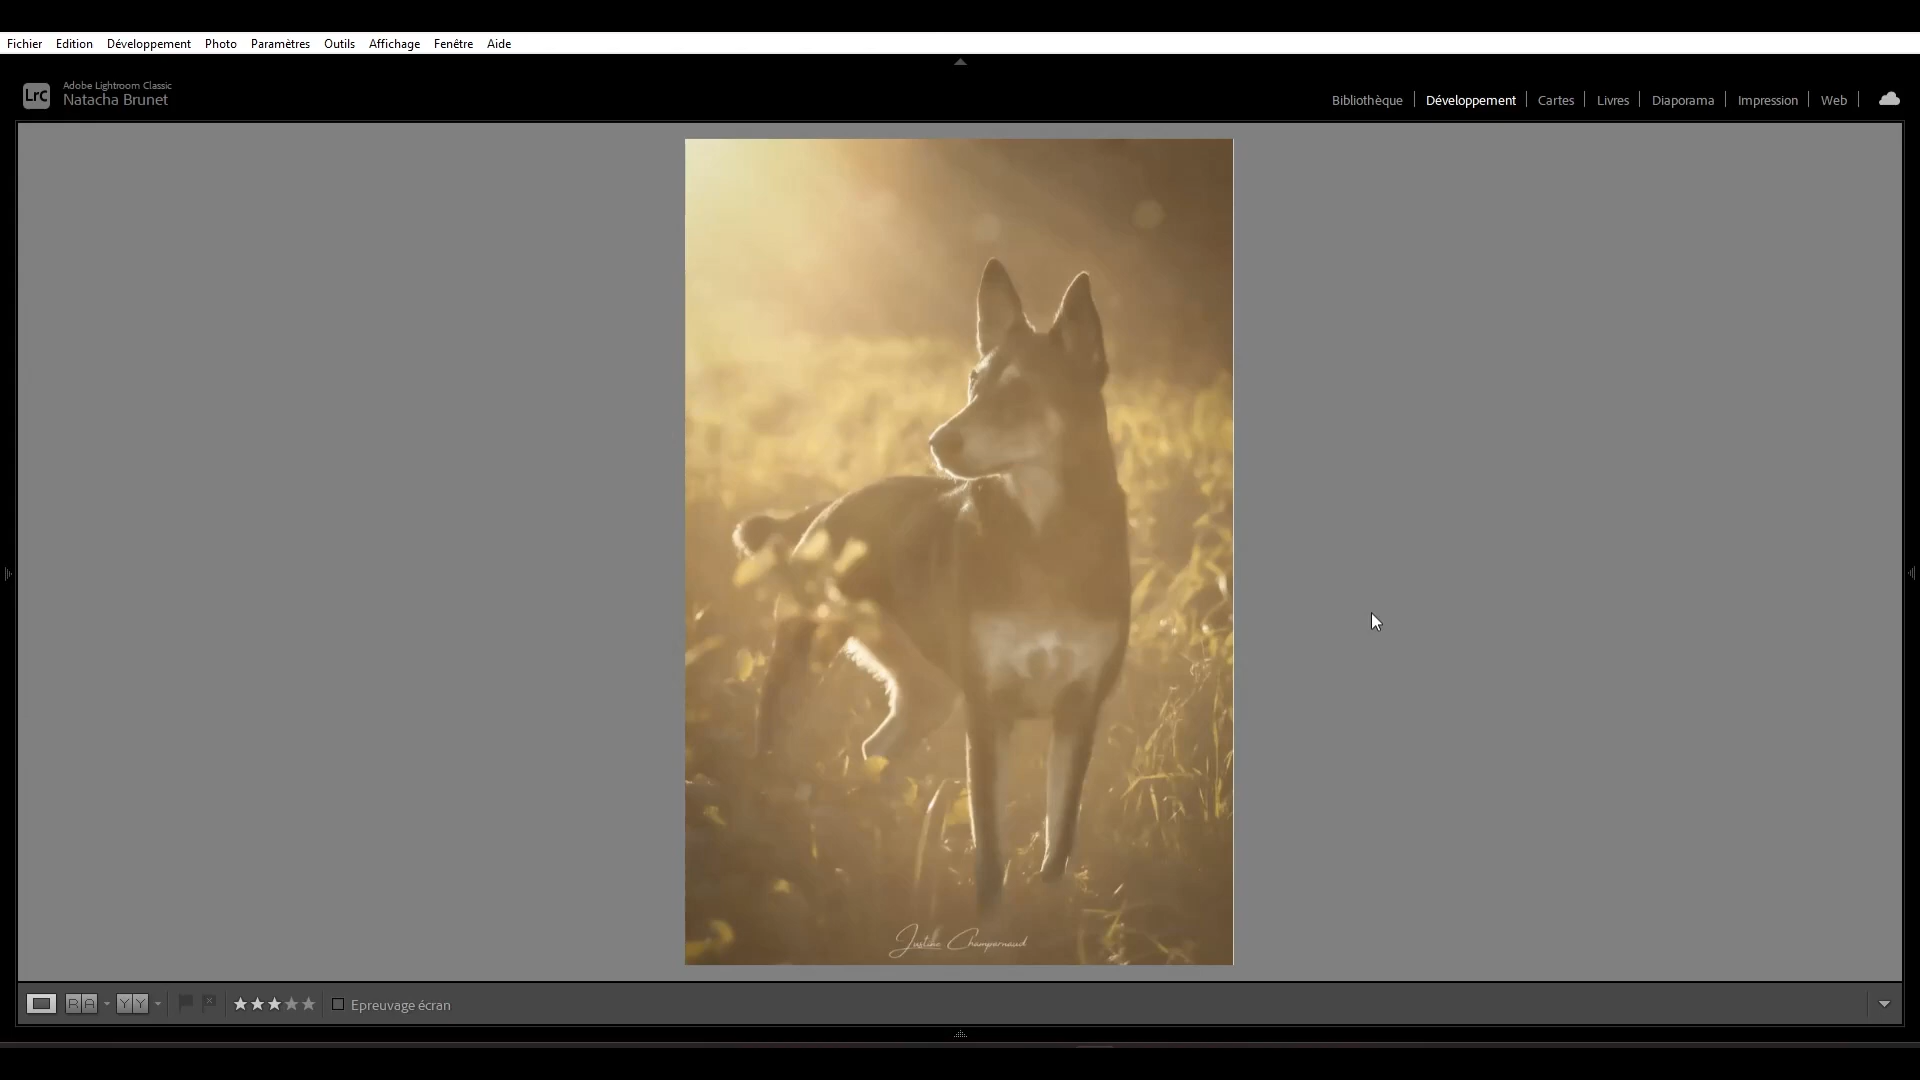 Fichier Edition Développement Photo Paramètres Outils Affichage Fenêtre Aide
LrC
Adobe Lightroom Classic
Natacha Brunet
Bibliothèque Développement Cartes Livres Diaporama Impression Web
Justine Champarnaud
R A Y Y Epreuvage écran